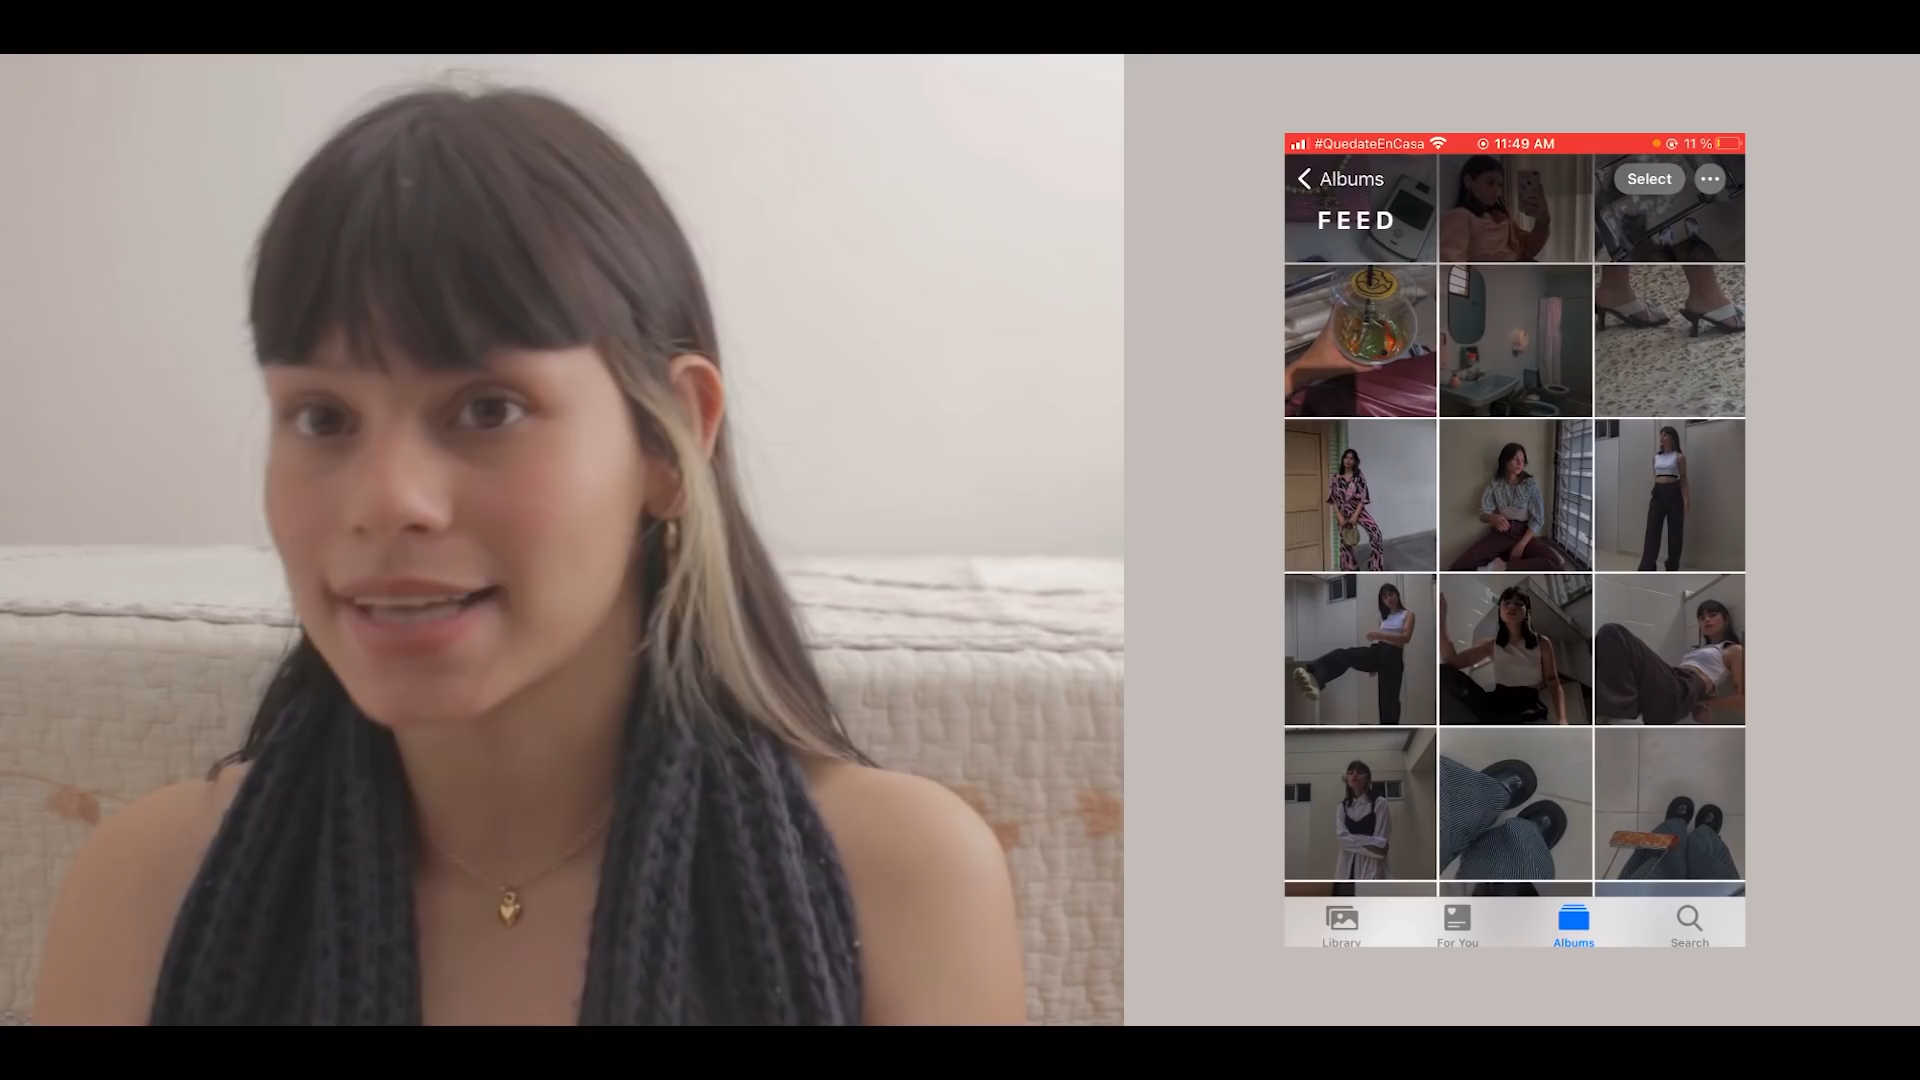 #QuedateEnCasa 11:49 AM 11 %
Albums Select
FEED
Library For You Albums Search